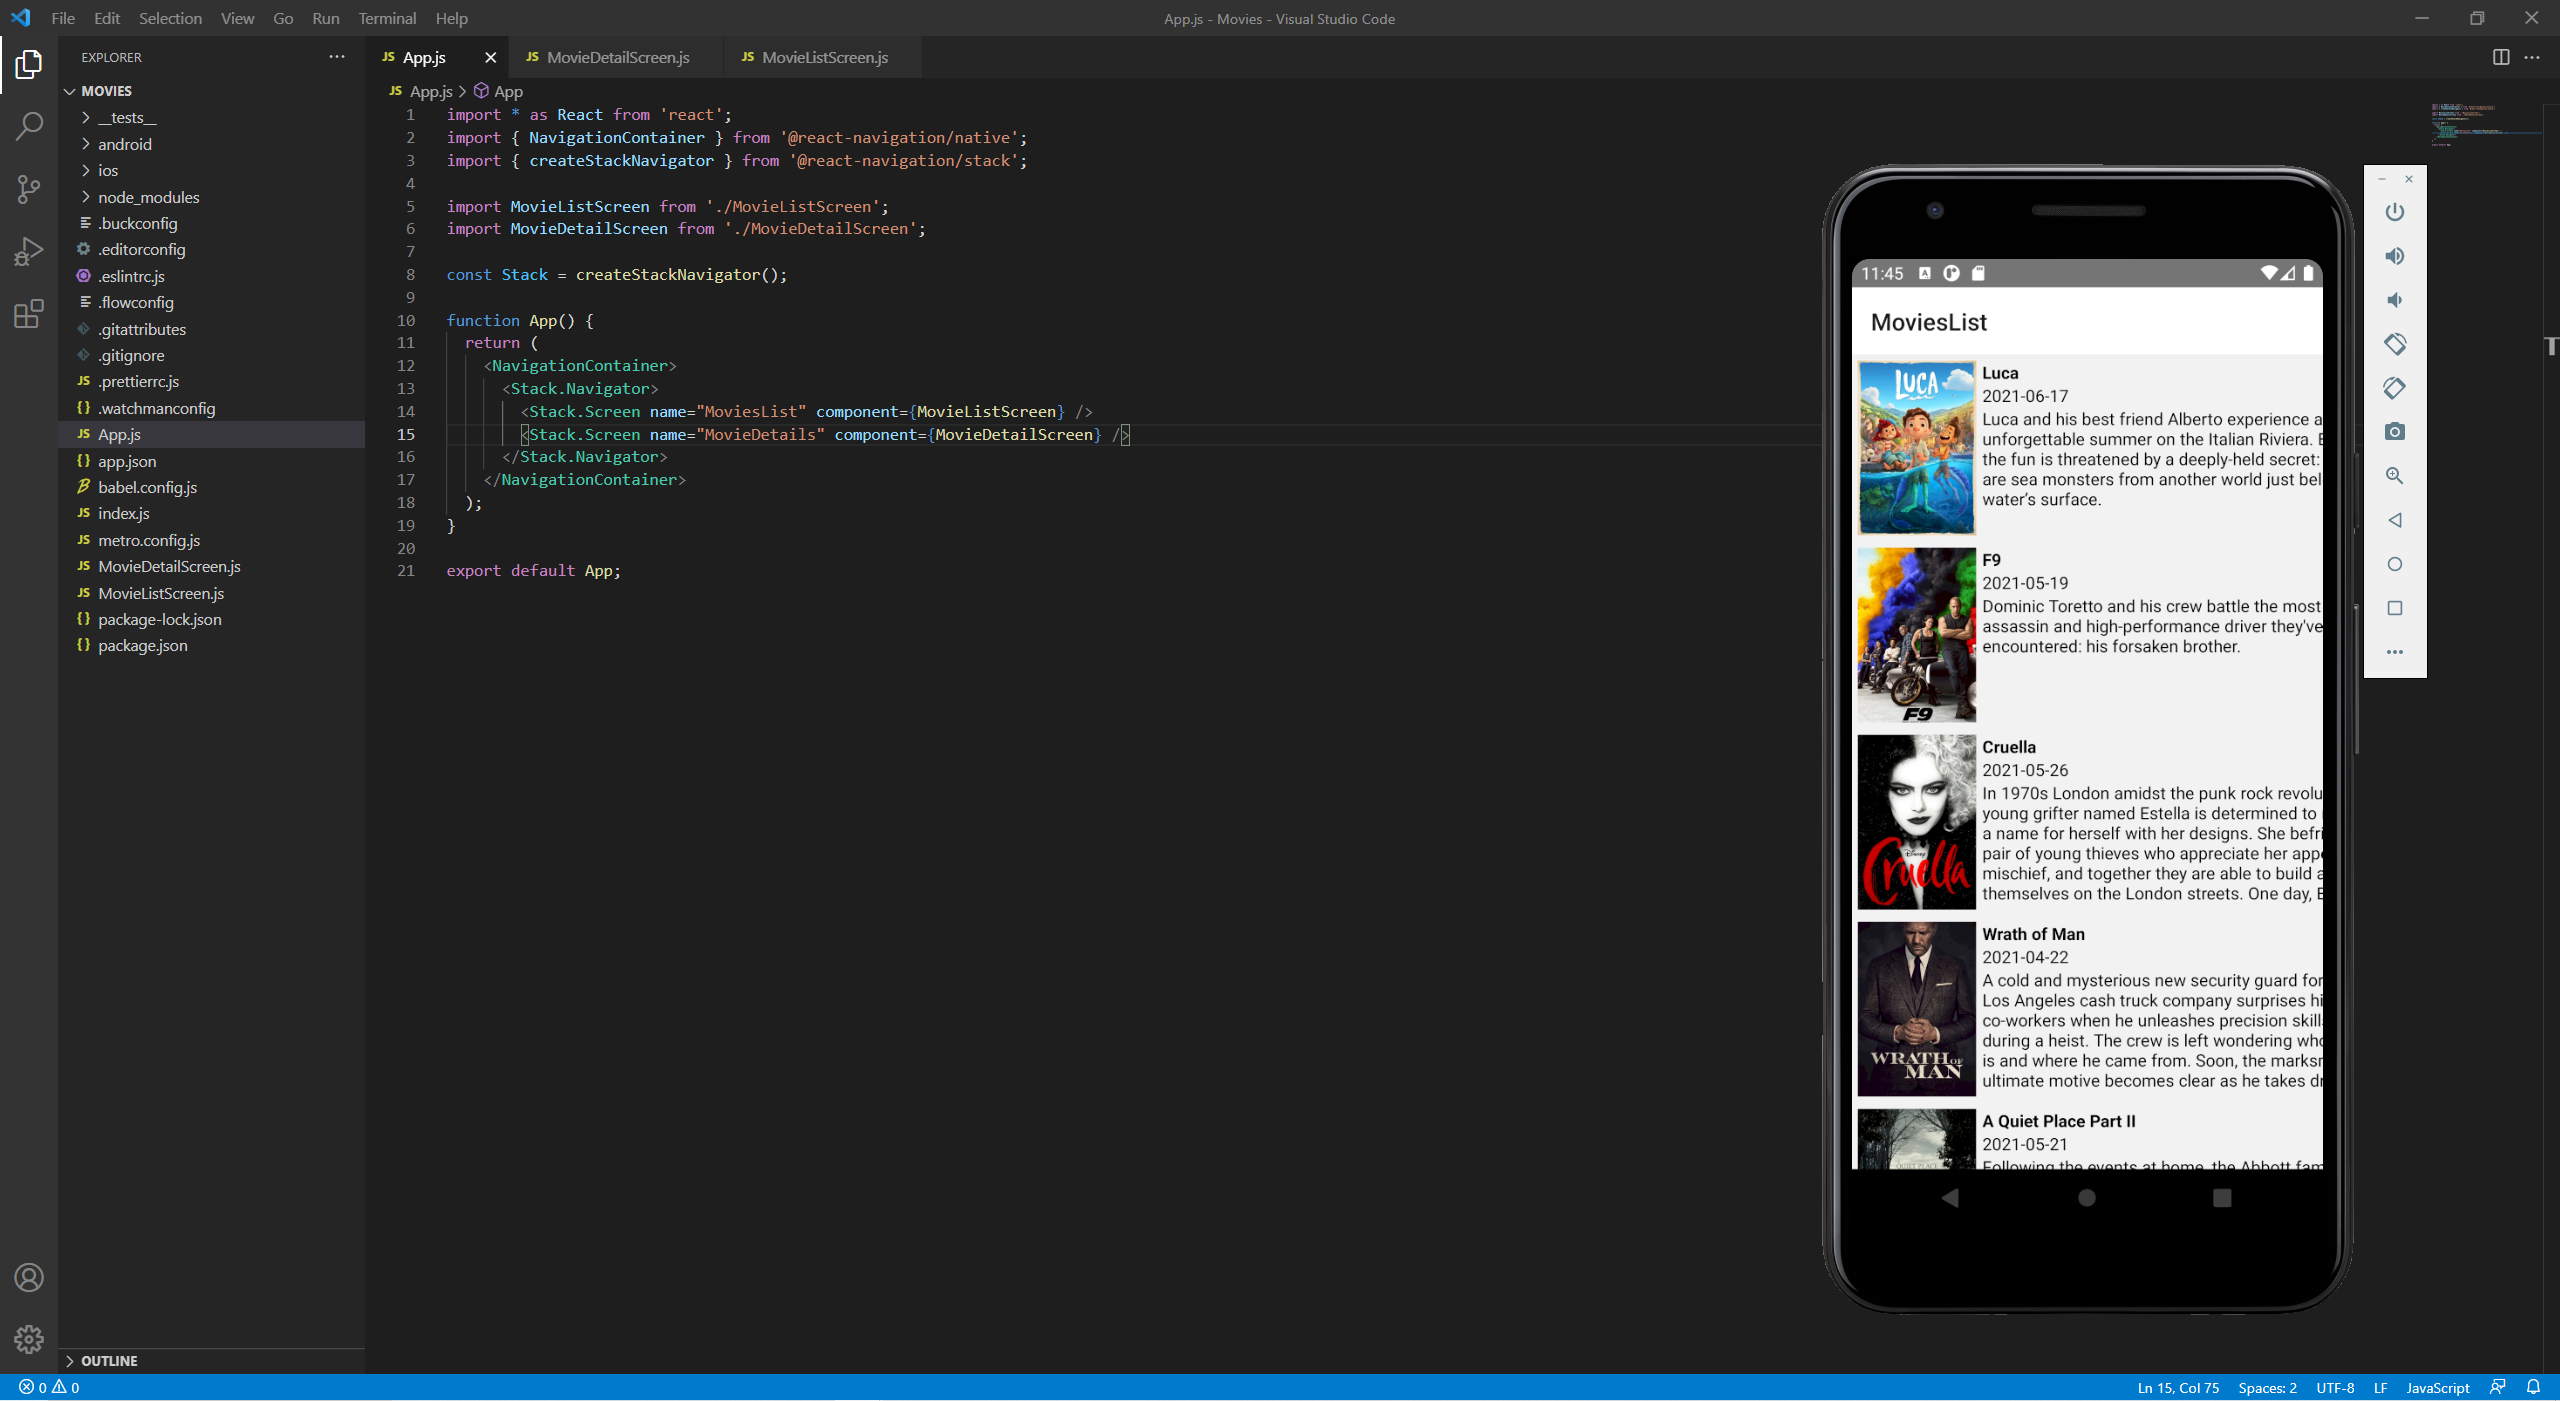 File Edit Selection View Go Run Terminal Help
App.js - Movies - Visual Studio Code
EXPLORER
MOVIES
__tests__
android
ios
node_modules
.buckconfig
.editorconfig
.eslintrc.js
.flowconfig
.gitattributes
.gitignore
JS .prettierrc.js
{} .watchmanconfig
JS App.js
{} app.json
babel.config.js
JS index.js
JS metro.config.js
JS MovieDetailScreen.js
JS MovieListScreen.js
{} package-lock.json
{} package.json
OUTLINE
JS App.js JS MovieDetailScreen.js JS MovieListScreen.js
JS App.js > App
1 import * as React from 'react';
2 import { NavigationContainer } from '@react-navigation/native';
3 import { createStackNavigator } from '@react-navigation/stack';
4
5 import MovieListScreen from './MovieListScreen';
6 import MovieDetailScreen from './MovieDetailScreen';
7
8 const Stack = createStackNavigator();
9
10 function App() {
11 return (
12 <NavigationContainer>
13 <Stack.Navigator>
14 <Stack.Screen name="MoviesList" component={MovieListScreen} />
15 <Stack.Screen name="MovieDetails" component={MovieDetailScreen} />
16 </Stack.Navigator>
17 </NavigationContainer>
18 );
19 }
20
21 export default App;
11:45
MoviesList
LUCA
Luca
2021-06-17
Luca and his best friend Alberto experience a
unforgettable summer on the Italian Riviera.
the fun is threatened by a deeply-held secret:
are sea monsters from another world just bel
water's surface.
F9
F9
2021-05-19
Dominic Toretto and his crew battle the most
assassin and high-performance driver they've
encountered: his forsaken brother.
Disney
Cruella
Cruella
2021-05-26
In 1970s London amidst the punk rock revolu
young grifter named Estella is determined to
a name for herself with her designs. She befri
pair of young thieves who appreciate her app
mischief, and together they are able to build a
themselves on the London streets. One day, E
WRATH OF
MAN
Wrath of Man
2021-04-22
A cold and mysterious new security guard for
Los Angeles cash truck company surprises hi
co-workers when he unleashes precision skill
during a heist. The crew is left wondering who
is and where he came from. Soon, the marksm
ultimate motive becomes clear as he takes dr
A Quiet Place Part II
2021-05-21
Following the events at home, the Abbott fam
T
0 0
Ln 15, Col 75 Spaces: 2 UTF-8 LF JavaScript